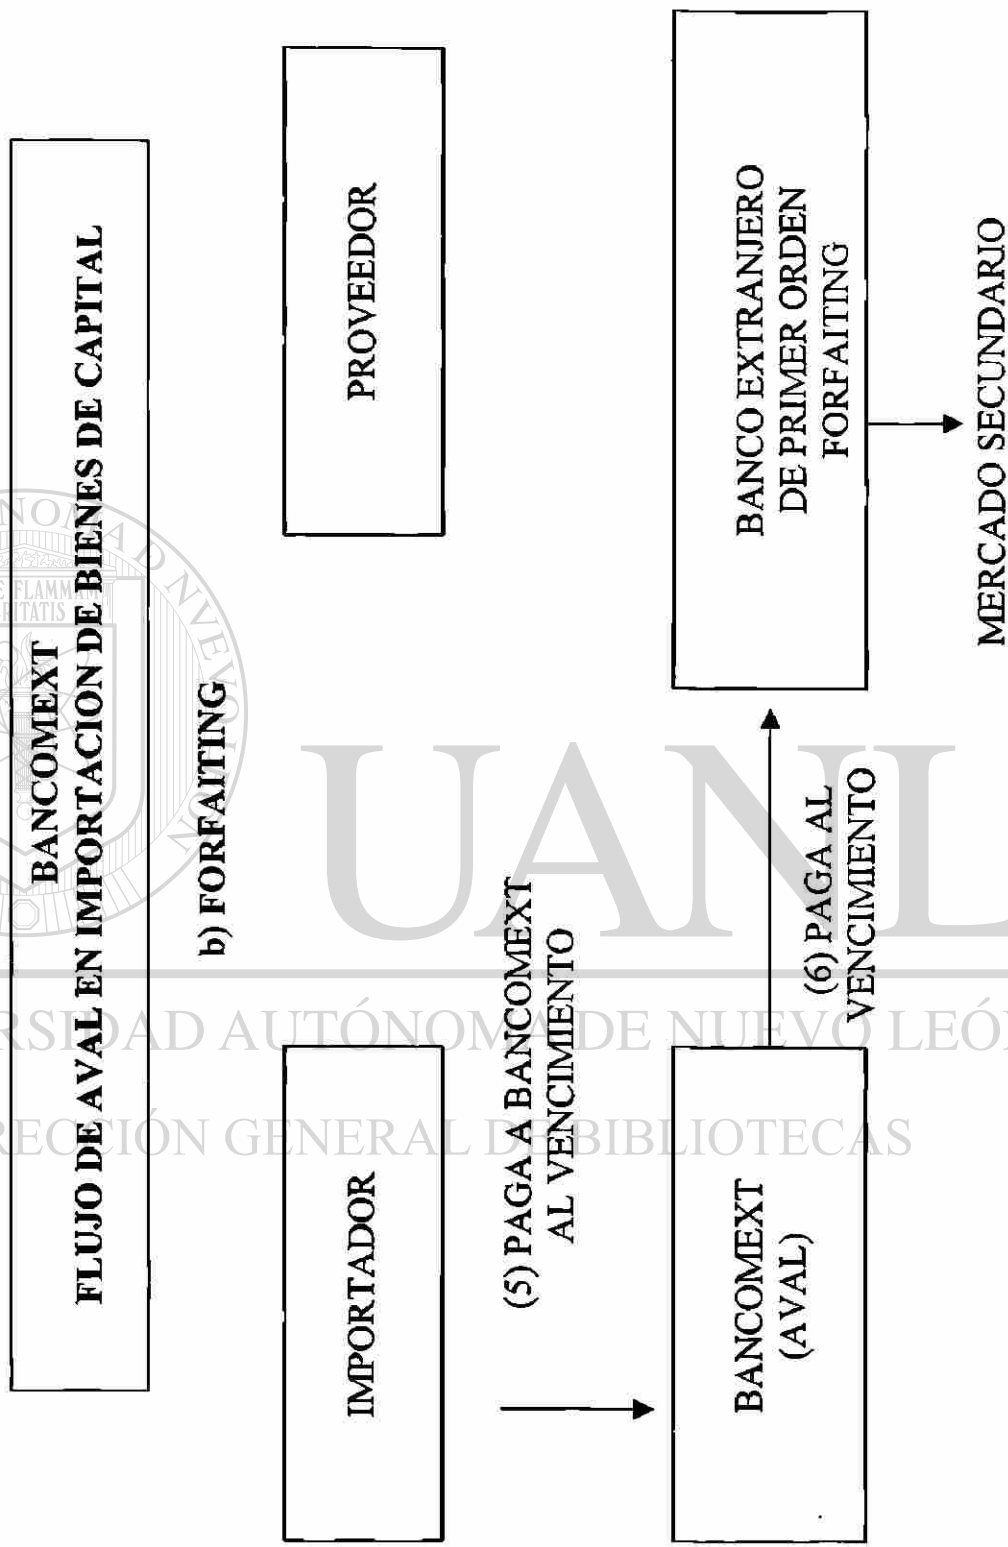 BANCOMEXT
FLUJO DE AVAL EN IMPORTACION DE BIENES DE CAPITAL
b) FORFAITING
IMPORTADOR
PROVEEDOR
(5) PAGA A BANCOMEXT
AL VENCIMIENTO
BANCOMEXT
(AVAL)
(6) PAGA AL
VENCIMIENTO
BANCO EXTRANJERO
DE PRIMER ORDEN
FORFAITING
MERCADO SECUNDARIO
UANL
DE NUEVO LEÓN
AUTÓNOMA
GENERAL DE BIBLIOTECAS